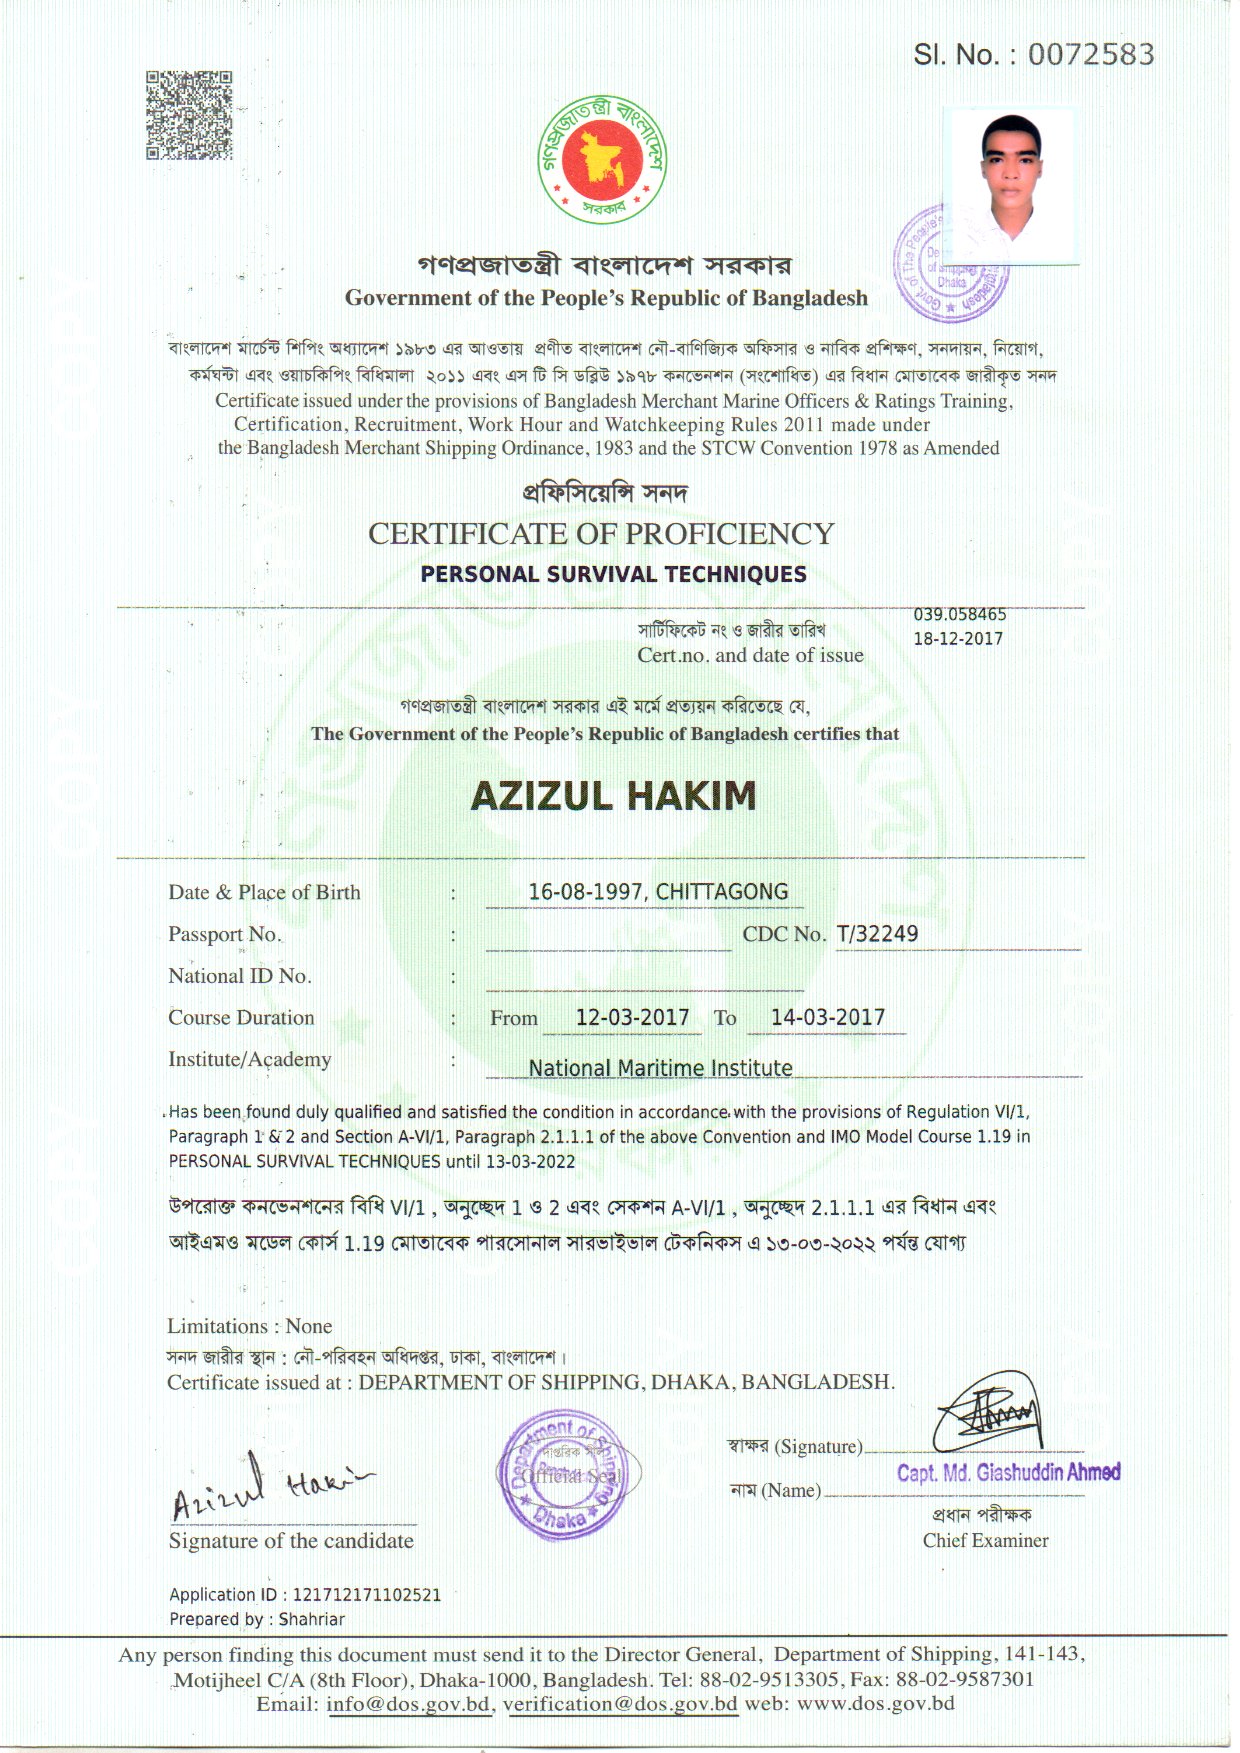 Sl. No. : 0072583
গণপ্রজাতন্ত্রী বাংলাদেশ
সরকার
গণপ্রজাতন্ত্রী বাংলাদেশ সরকার
Government of the People's Republic of Bangladesh
বাংলাদেশ মার্চেন্ট শিপিং অধ্যাদেশ ১৯৮৩ এর আওতায় প্রণীত বাংলাদেশ নৌ-বাণিজ্যিক অফিসার ও নাবিক প্রশিক্ষণ, সনদায়ন, নিয়োগ,
কর্মঘন্টা এবং ওয়াচকিপিং বিধিমালা ২০১১ এবং এস টি সি ডব্লিউ ১৯৭৮ কনভেনশন (সংশোধিত) এর বিধান মোতাবেক জারীকৃত সনদ
Certificate issued under the provisions of Bangladesh Merchant Marine Officers & Ratings Training,
Certification, Recruitment, Work Hour and Watchkeeping Rules 2011 made under
the Bangladesh Merchant Shipping Ordinance, 1983 and the STCW Convention 1978 as Amended
প্রফিসিয়েন্সি সনদ
CERTIFICATE OF PROFICIENCY
PERSONAL SURVIVAL TECHNIQUES
039.058465
সার্টিফিকেট নং ও জারীর তারিখ
18-12-2017
Cert.no. and date of issue
গণপ্রজাতন্ত্রী বাংলাদেশ সরকার এই মর্মে প্রত্যয়ন করিতেছে যে,
The Government of the People's Republic of Bangladesh certifies that
AZIZUL HAKIM
Date & Place of Birth : 16-08-1997, CHITTAGONG
Passport No. : CDC No. T/32249
National ID No. :
Course Duration : From 12-03-2017 To 14-03-2017
Institute/Academy : National Maritime Institute
Has been found duly qualified and satisfied the condition in accordance with the provisions of Regulation VI/1,
Paragraph 1 & 2 and Section A-VI/1, Paragraph 2.1.1.1 of the above Convention and IMO Model Course 1.19 in
PERSONAL SURVIVAL TECHNIQUES until 13-03-2022
উপরোক্ত কনভেনশনের বিধি VI/1 , অনুচ্ছেদ 1 ও 2 এবং সেকশন A-VI/1 , অনুচ্ছেদ 2.1.1.1 এর বিধান এবং
আইএমও মডেল কোর্স 1.19 মোতাবেক পারসোনাল সারভাইভাল টেকনিকস এ ১৩-০৩-২০২২ পর্যন্ত যোগ্য
Limitations : None
সনদ জারীর স্থান : নৌ-পরিবহন অধিদপ্তর, ঢাকা, বাংলাদেশ।
Certificate issued at : DEPARTMENT OF SHIPPING, DHAKA, BANGLADESH.
স্বাক্ষর (Signature)
Department of Shipping
দাপ্তরিক সীল
Official Seal
Dhaka
Capt. Md. Giashuddin Ahmed
নাম (Name)
Azizul Hakim
প্রধান পরীক্ষক
Signature of the candidate
Chief Examiner
Application ID : 121712171102521
Prepared by : Shahriar
Any person finding this document must send it to the Director General, Department of Shipping, 141-143,
Motijheel C/A (8th Floor), Dhaka-1000, Bangladesh. Tel: 88-02-9513305, Fax: 88-02-9587301
Email: info@dos.gov.bd, verification@dos.gov.bd web: www.dos.gov.bd